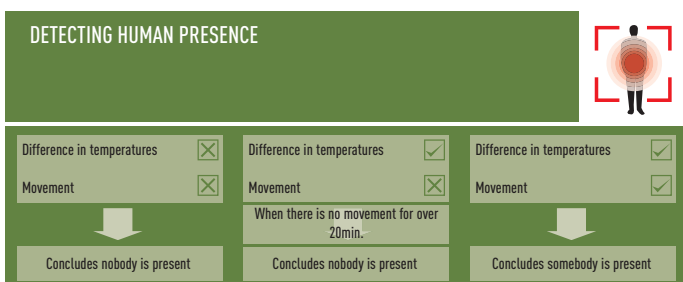 DETECTING HUMAN PRESENCE
Difference in temperatures
Movement
Concludes nobody is present
Difference in temperatures
Movement
When there is no movement for over
20min.
Concludes nobody is present
Difference in temperatures
Movement
Concludes somebody is present